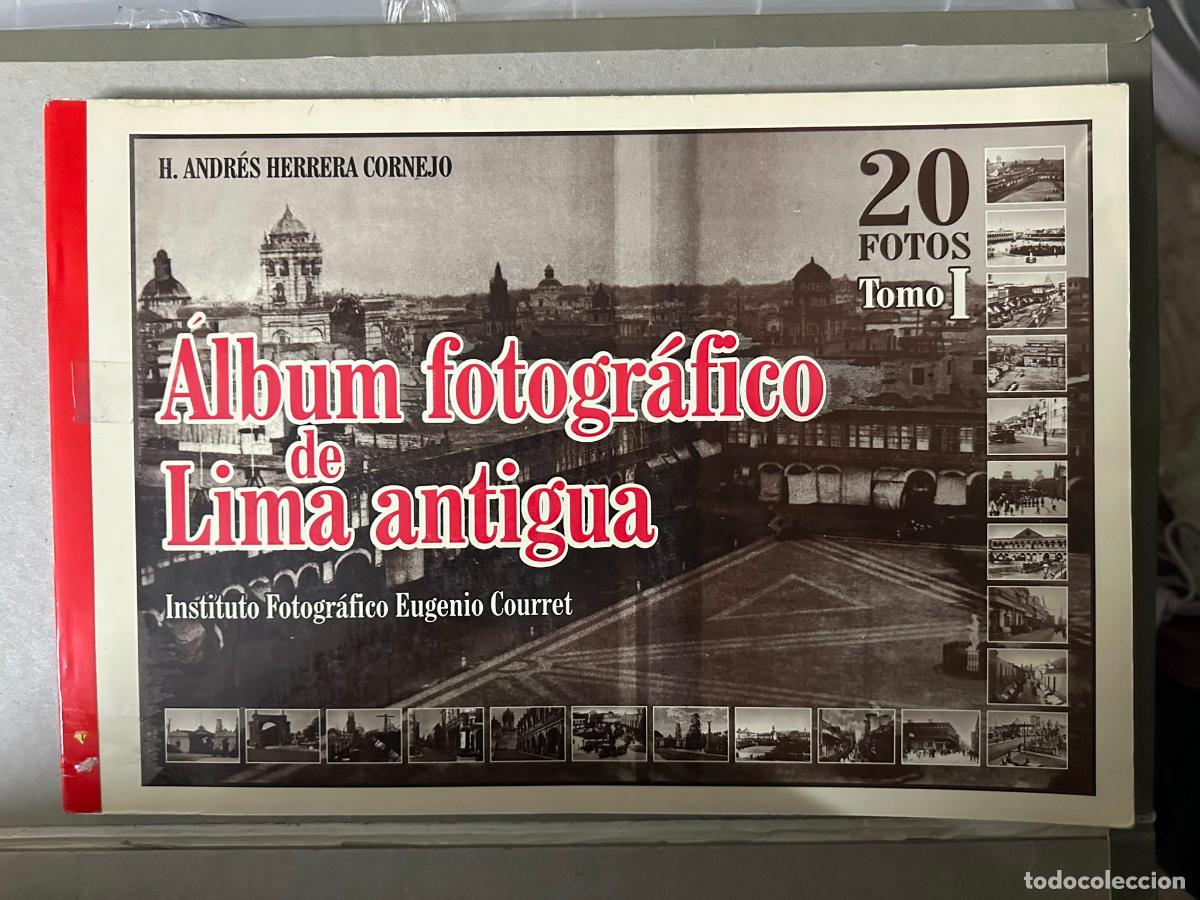 H. ANDRÉS HERRERA CORNEJO
20
FOTOS
Tomo I
Álbum fotográfico
de
Lima antigua
Instituto Fotográfico Eugenio Courret
todocoleccion